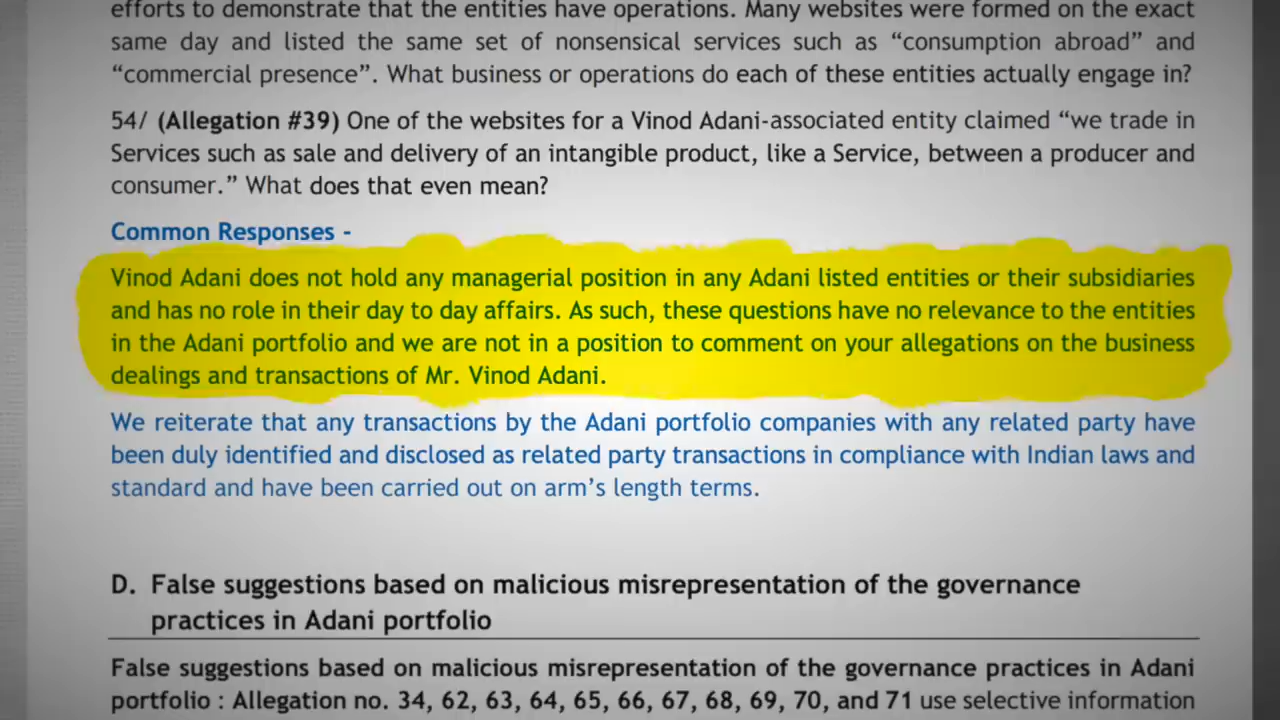 efforts to demonstrate that the entities have operations. Many websites were formed on the exact
same day and listed the same set of nonsensical services such as “consumption abroad” and
“commercial presence”. What business or operations do each of these entities actually engage in?
54/ (Allegation #39) One of the websites for a Vinod Adani-associated entity claimed “we trade in
Services such as sale and delivery of an intangible product, like a Service, between a producer and
consumer.” What does that even mean?
Common Responses -
Vinod Adani does not hold any managerial position in any Adani listed entities or their subsidiaries
and has no role in their day to day affairs. As such, these questions have no relevance to the entities
in the Adani portfolio and we are not in a position to comment on your allegations on the business
dealings and transactions of Mr. Vinod Adani.
We reiterate that any transactions by the Adani portfolio companies with any related party have
been duly identified and disclosed as related party transactions in compliance with Indian laws and
standard and have been carried out on arm’s length terms.
D. False suggestions based on malicious misrepresentation of the governance
practices in Adani portfolio
False suggestions based on malicious misrepresentation of the governance practices in Adani
portfolio : Allegation no. 34, 62, 63, 64, 65, 66, 67, 68, 69, 70, and 71 use selective information